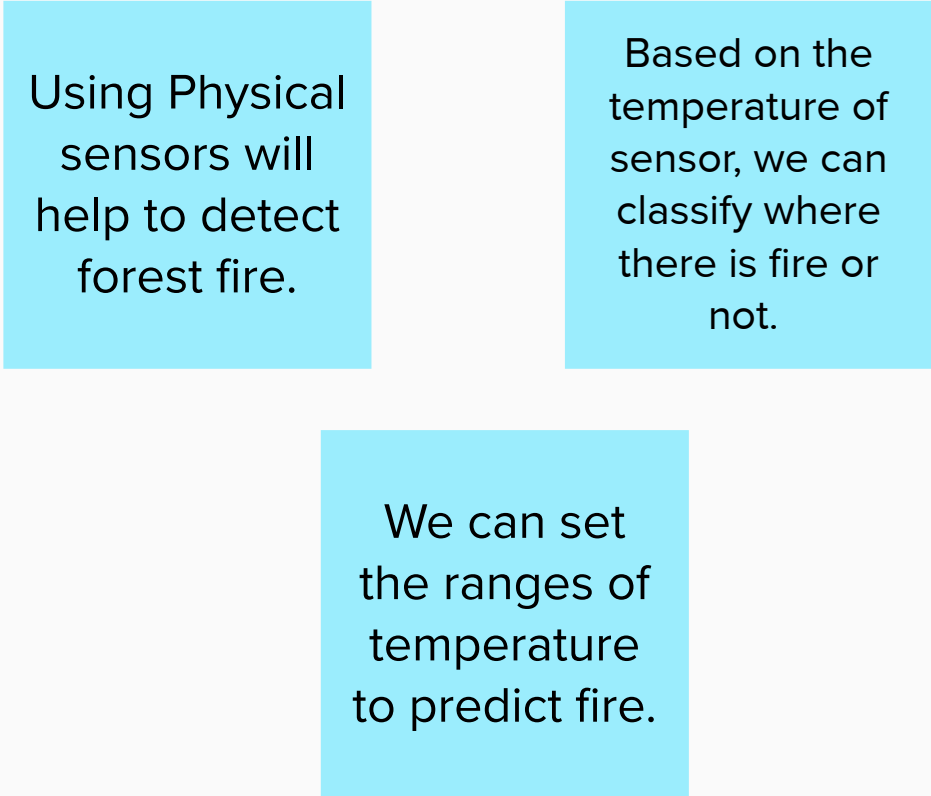 Using Physical
sensors will
help to detect
forest fire.
Based on the
temperature of
sensor, we can
classify where
there is fire or
not.
We can set
the ranges of
temperature
to predict fire.